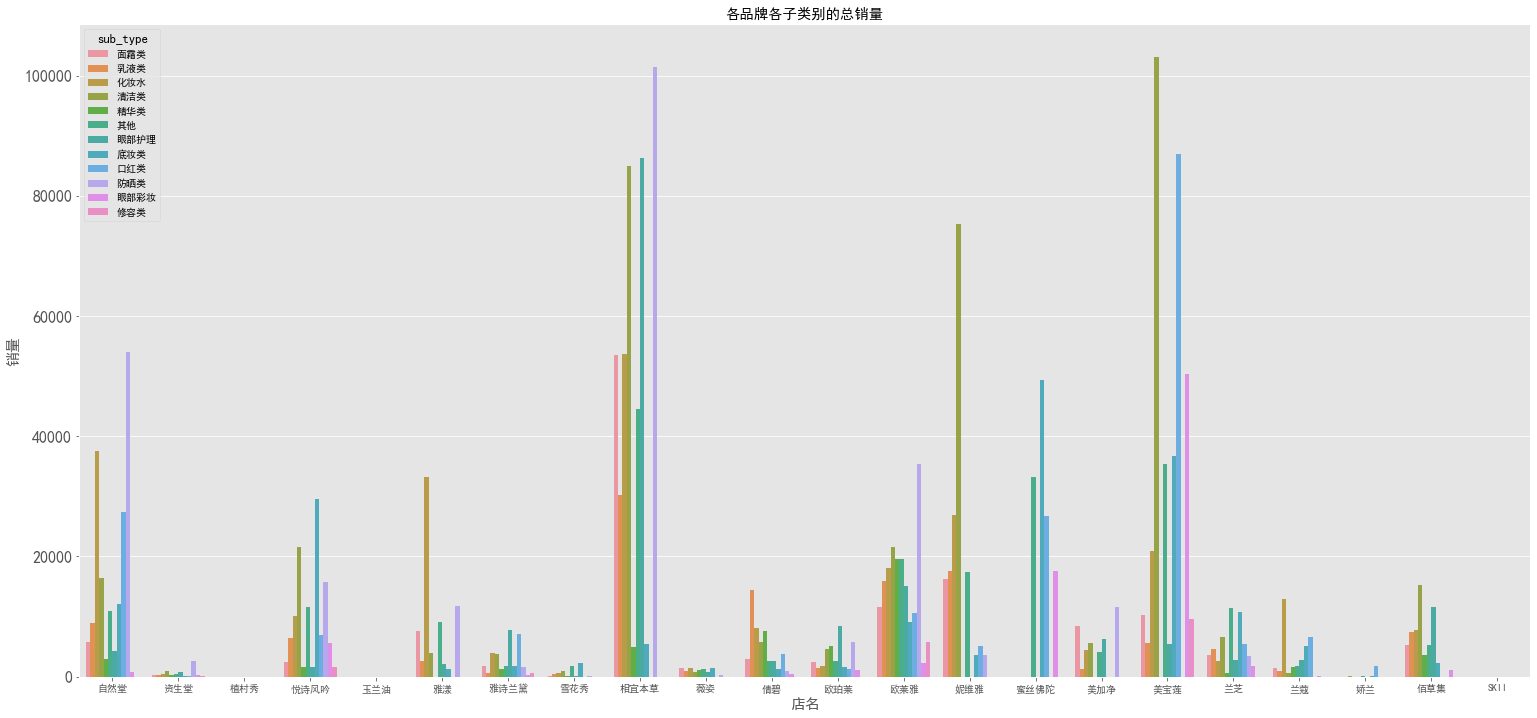 各品牌各子类别的总销量
sub_type
面霜类
乳液类
化妆水
清洁类
精华类
其他
眼部护理
底妆类
口红类
防晒类
眼部彩妆
修容类
100000
80000
60000
40000
20000
0
销量
自然堂 资生堂 植村秀 悦诗风吟 玉兰油 雅漾 雅诗兰黛 雪花秀 相宜本草 薇姿 倩碧 欧珀莱 欧莱雅 妮维雅 蜜丝佛陀 美加净 美宝莲 兰芝 兰蔻 娇兰 佰草集 SKII
店名